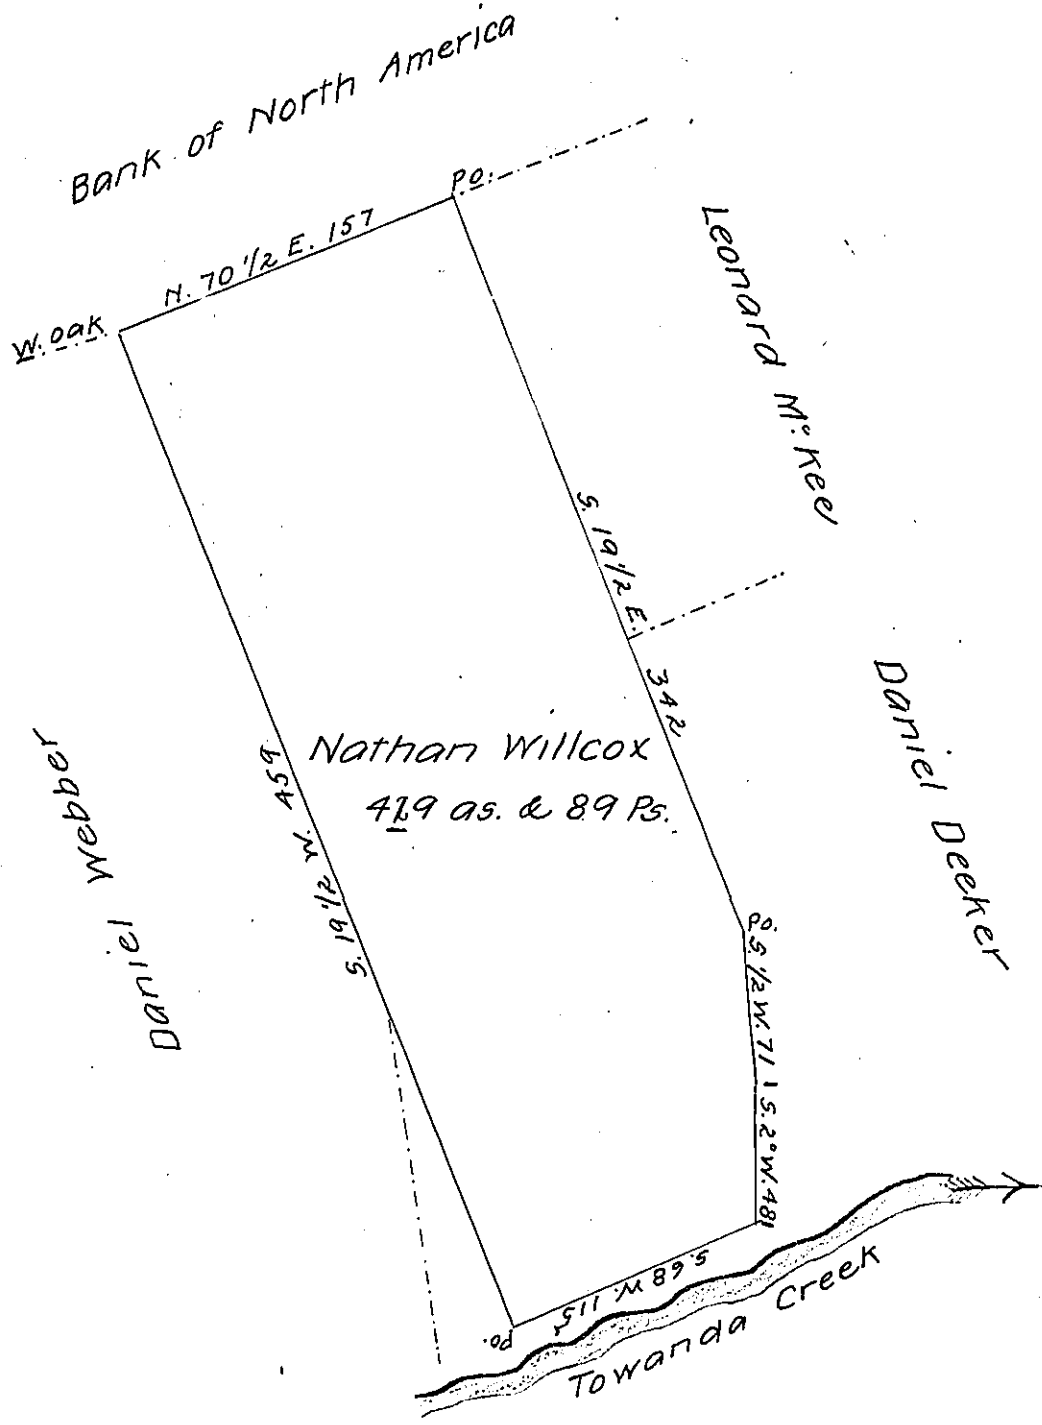 Bank of North America
P.O.
N. 70 1/2 E. 157
W. oak
Leonard Mc. Kee
S. 19 1/2 E.
342
Daniel Webber
S. 19 1/2 W. 459
Nathan Willcox
419 as. & 89 Ps.
Daniel Deeker
Po.
S. 1/2 W. 71
S. 2° W. 48
S. 68 W. 115
Po.
Towanda Creek